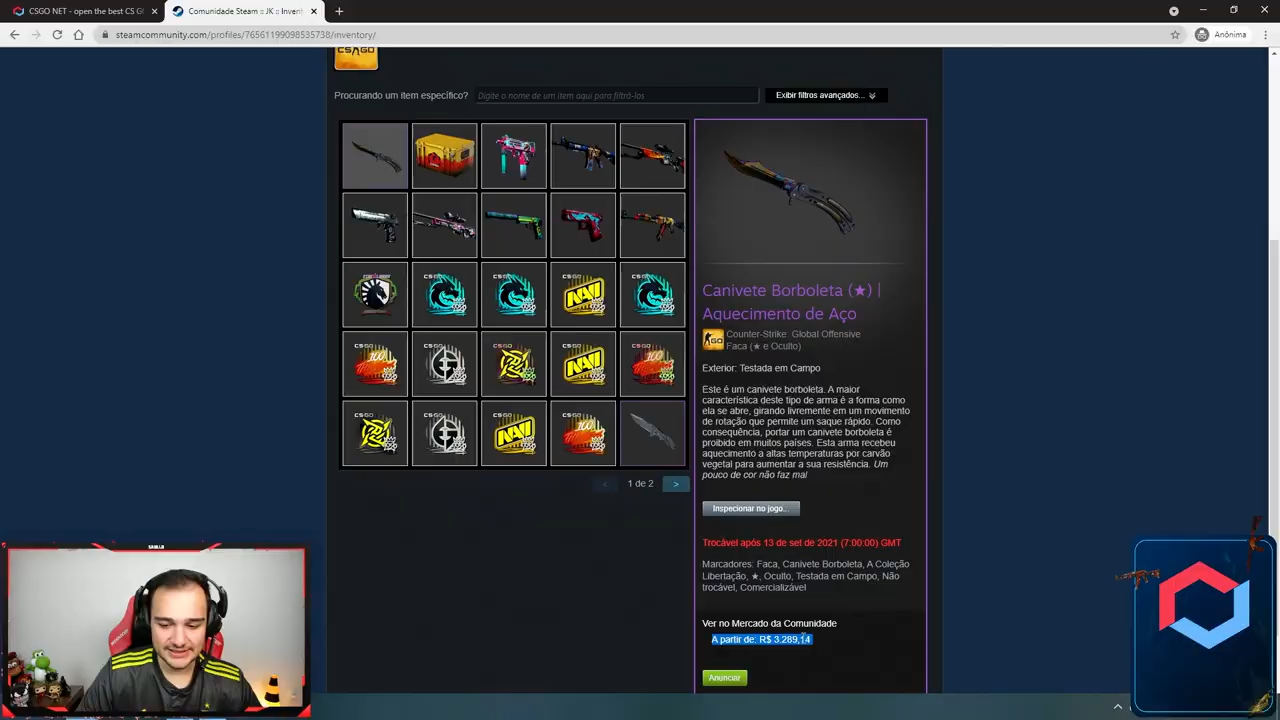 CSGO NET - open the best CS G
Comunidade Steam :: JK :: Inven
steamcommunity.com/profiles/76561199098535738/inventory/
Anônima
CS GO
Procurando um item específico?
Digite o nome de um item aqui para filtrá-los
Exibir filtros avançados...
Canivete Borboleta (★) |
Aquecimento de Aço
Counter-Strike: Global Offensive
Faca (★ e Oculto)
Exterior: Testada em Campo
Este é um canivete borboleta. A maior
característica deste tipo de arma é a forma como
ela se abre, girando livremente em um movimento
de rotação que permite um saque rápido. Como
consequência, portar um canivete borboleta é
proibido em muitos países. Esta arma recebeu
aquecimento a altas temperaturas por carvão
vegetal para aumentar a sua resistência. Um
pouco de cor não faz mal
< 1 de 2 >
Inspecionar no jogo...
Trocável após 13 de set de 2021 (7:00:00) GMT
Marcadores: Faca, Canivete Borboleta, A Coleção
Libertação, ★, Oculto, Testada em Campo, Não
trocável, Comercializável
Ver no Mercado da Comunidade
A partir de: R$ 3.289,14
Anunciar